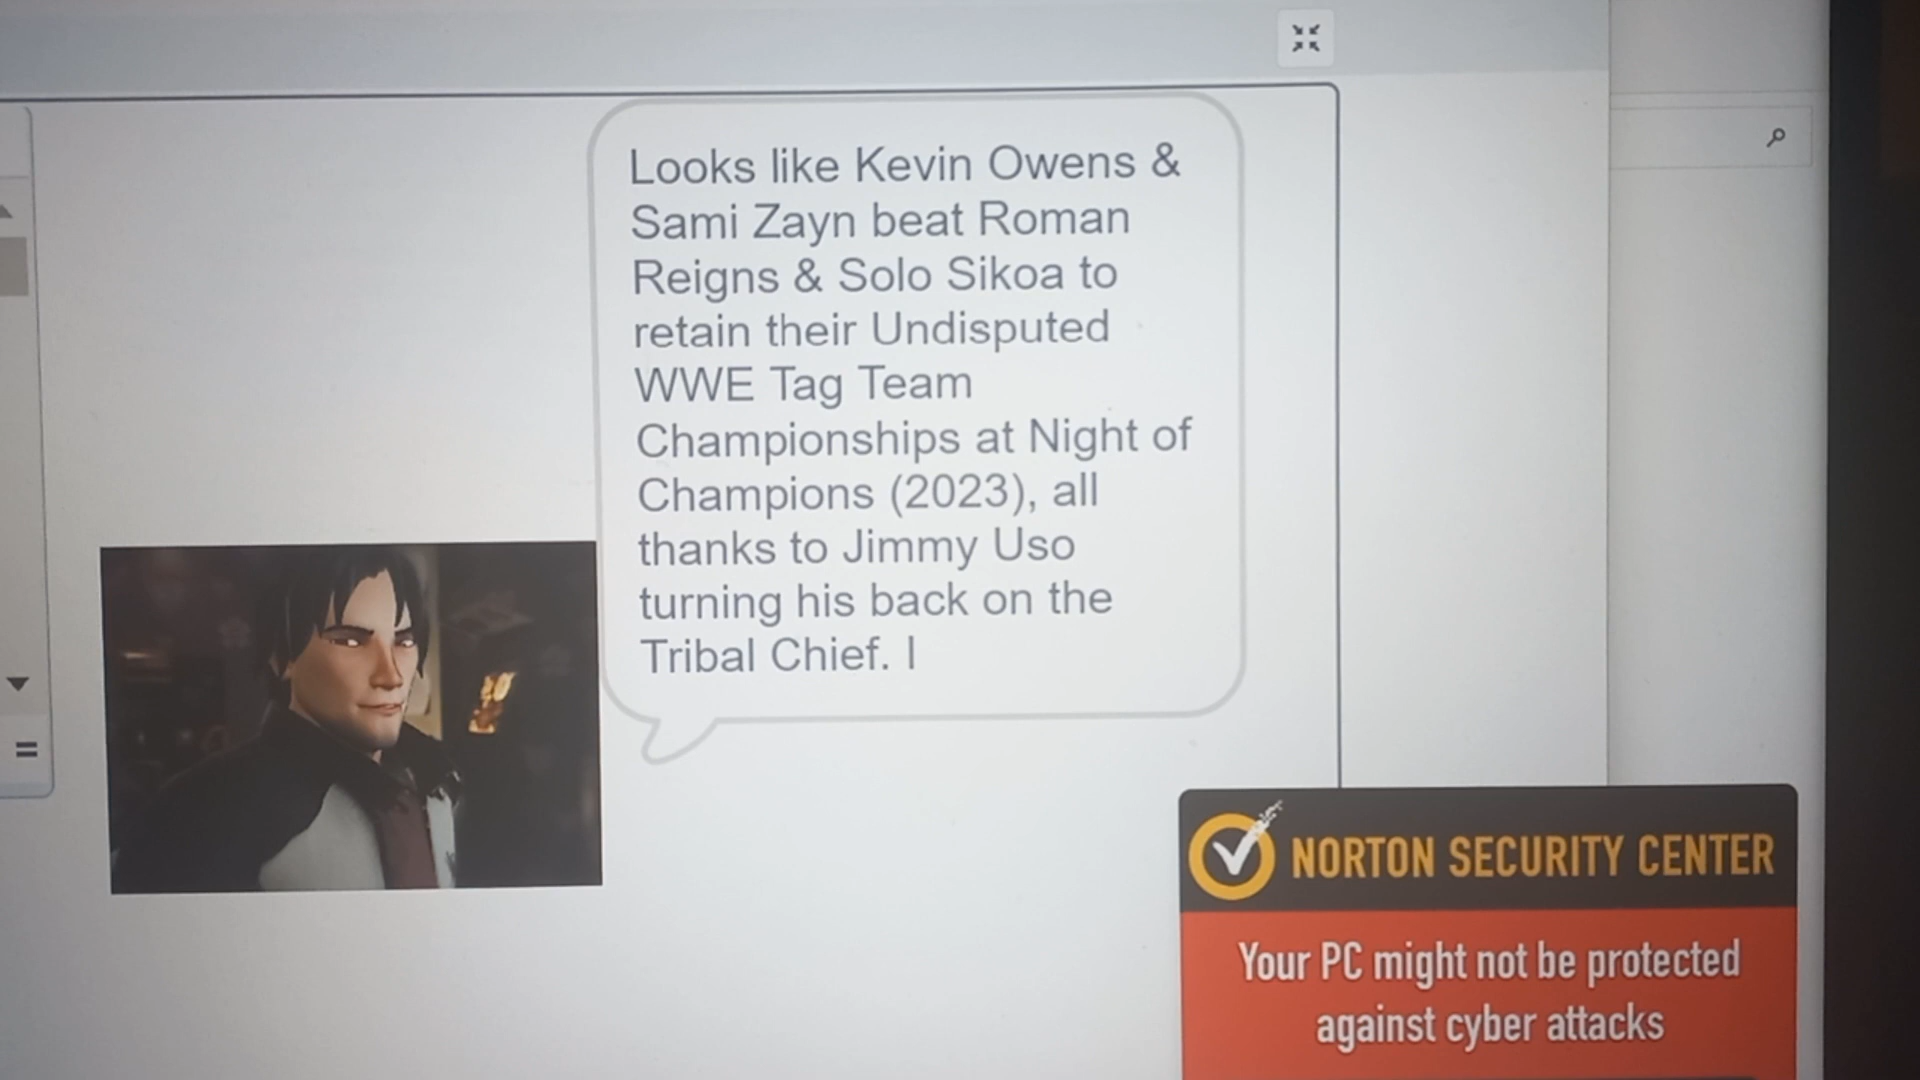 Looks like Kevin Owens &
Sami Zayn beat Roman
Reigns & Solo Sikoa to
retain their Undisputed
WWE Tag Team
Championships at Night of
Champions (2023), all
thanks to Jimmy Uso
turning his back on the
Tribal Chief. I
NORTON SECURITY CENTER
Your PC might not be protected
against cyber attacks